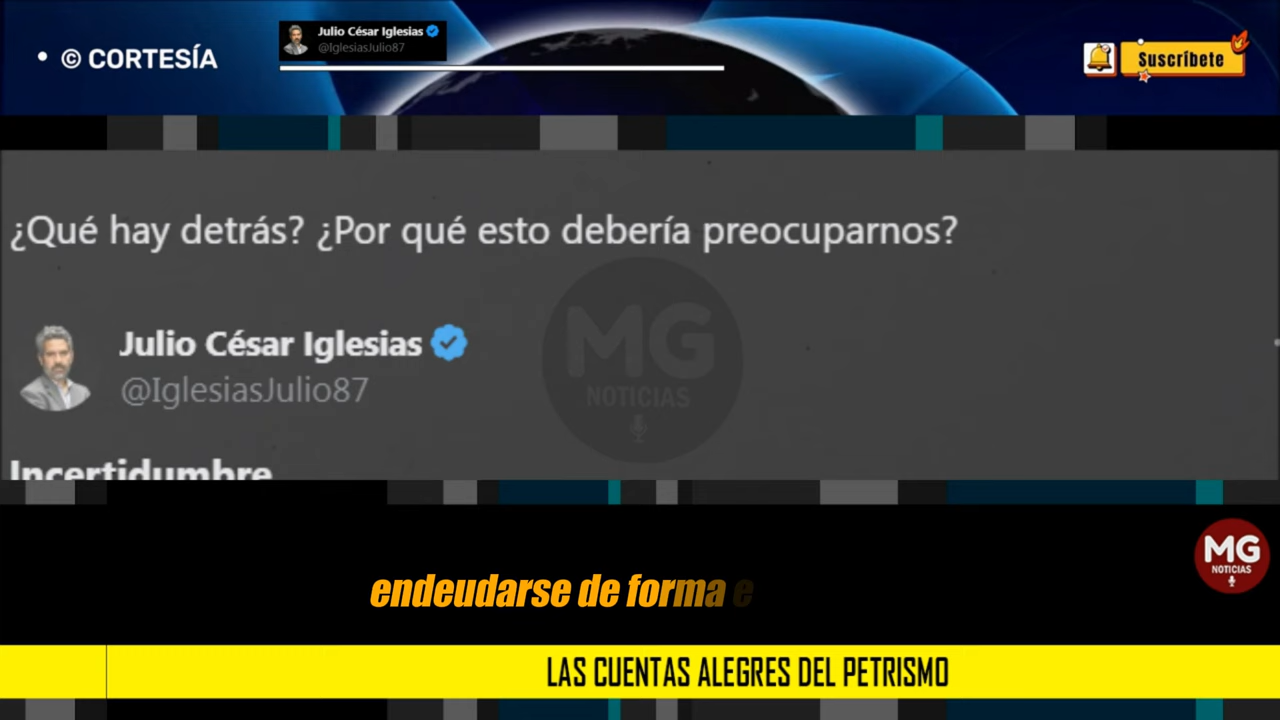 • © CORTESÍA
Julio César Iglesias
@IglesiasJulio87
Suscríbete
¿Qué hay detrás? ¿Por qué esto debería preocuparnos?
Julio César Iglesias
@IglesiasJulio87
MG
NOTICIAS
Incertidumbre
endeudarse de forma e
MG
NOTICIAS
LAS CUENTAS ALEGRES DEL PETRISMO